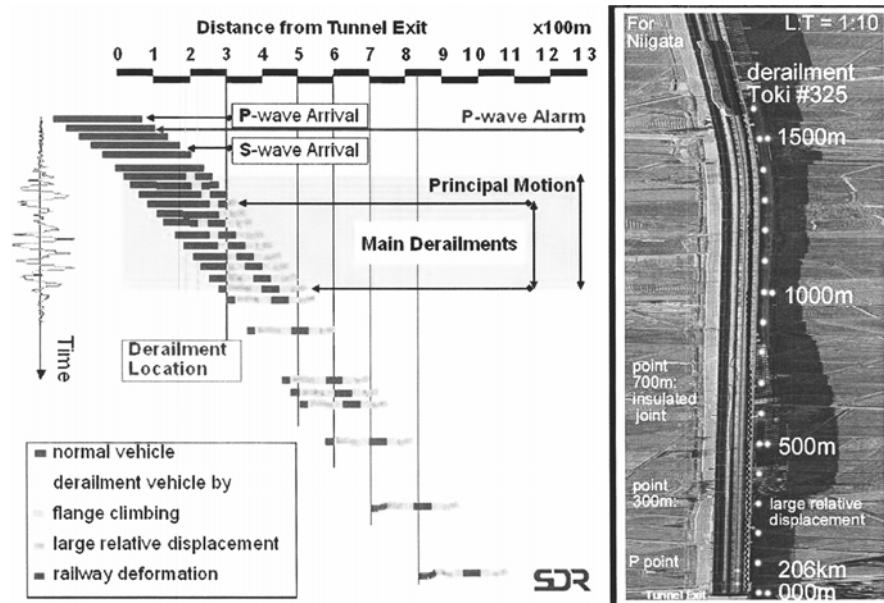 Distance from Tunnel Exit
x100m
0 1 2 3 4 5 6 7 8 9 10 11 12 13
P-wave Arrival
P-wave Alarm
S-wave Arrival
Principal Motion
Main Derailments
Time
Derailment
Location
normal vehicle
derailment vehicle by
flange climbing
large relative displacement
railway deformation
SDR
For
Niigata
L:T = 1:10
derailment
Toki #325
1500m
1000m
point
700m:
insulated
joint
500m
point
300m:
large relative
displacement
P point
206km
Tunnel Exit
000m